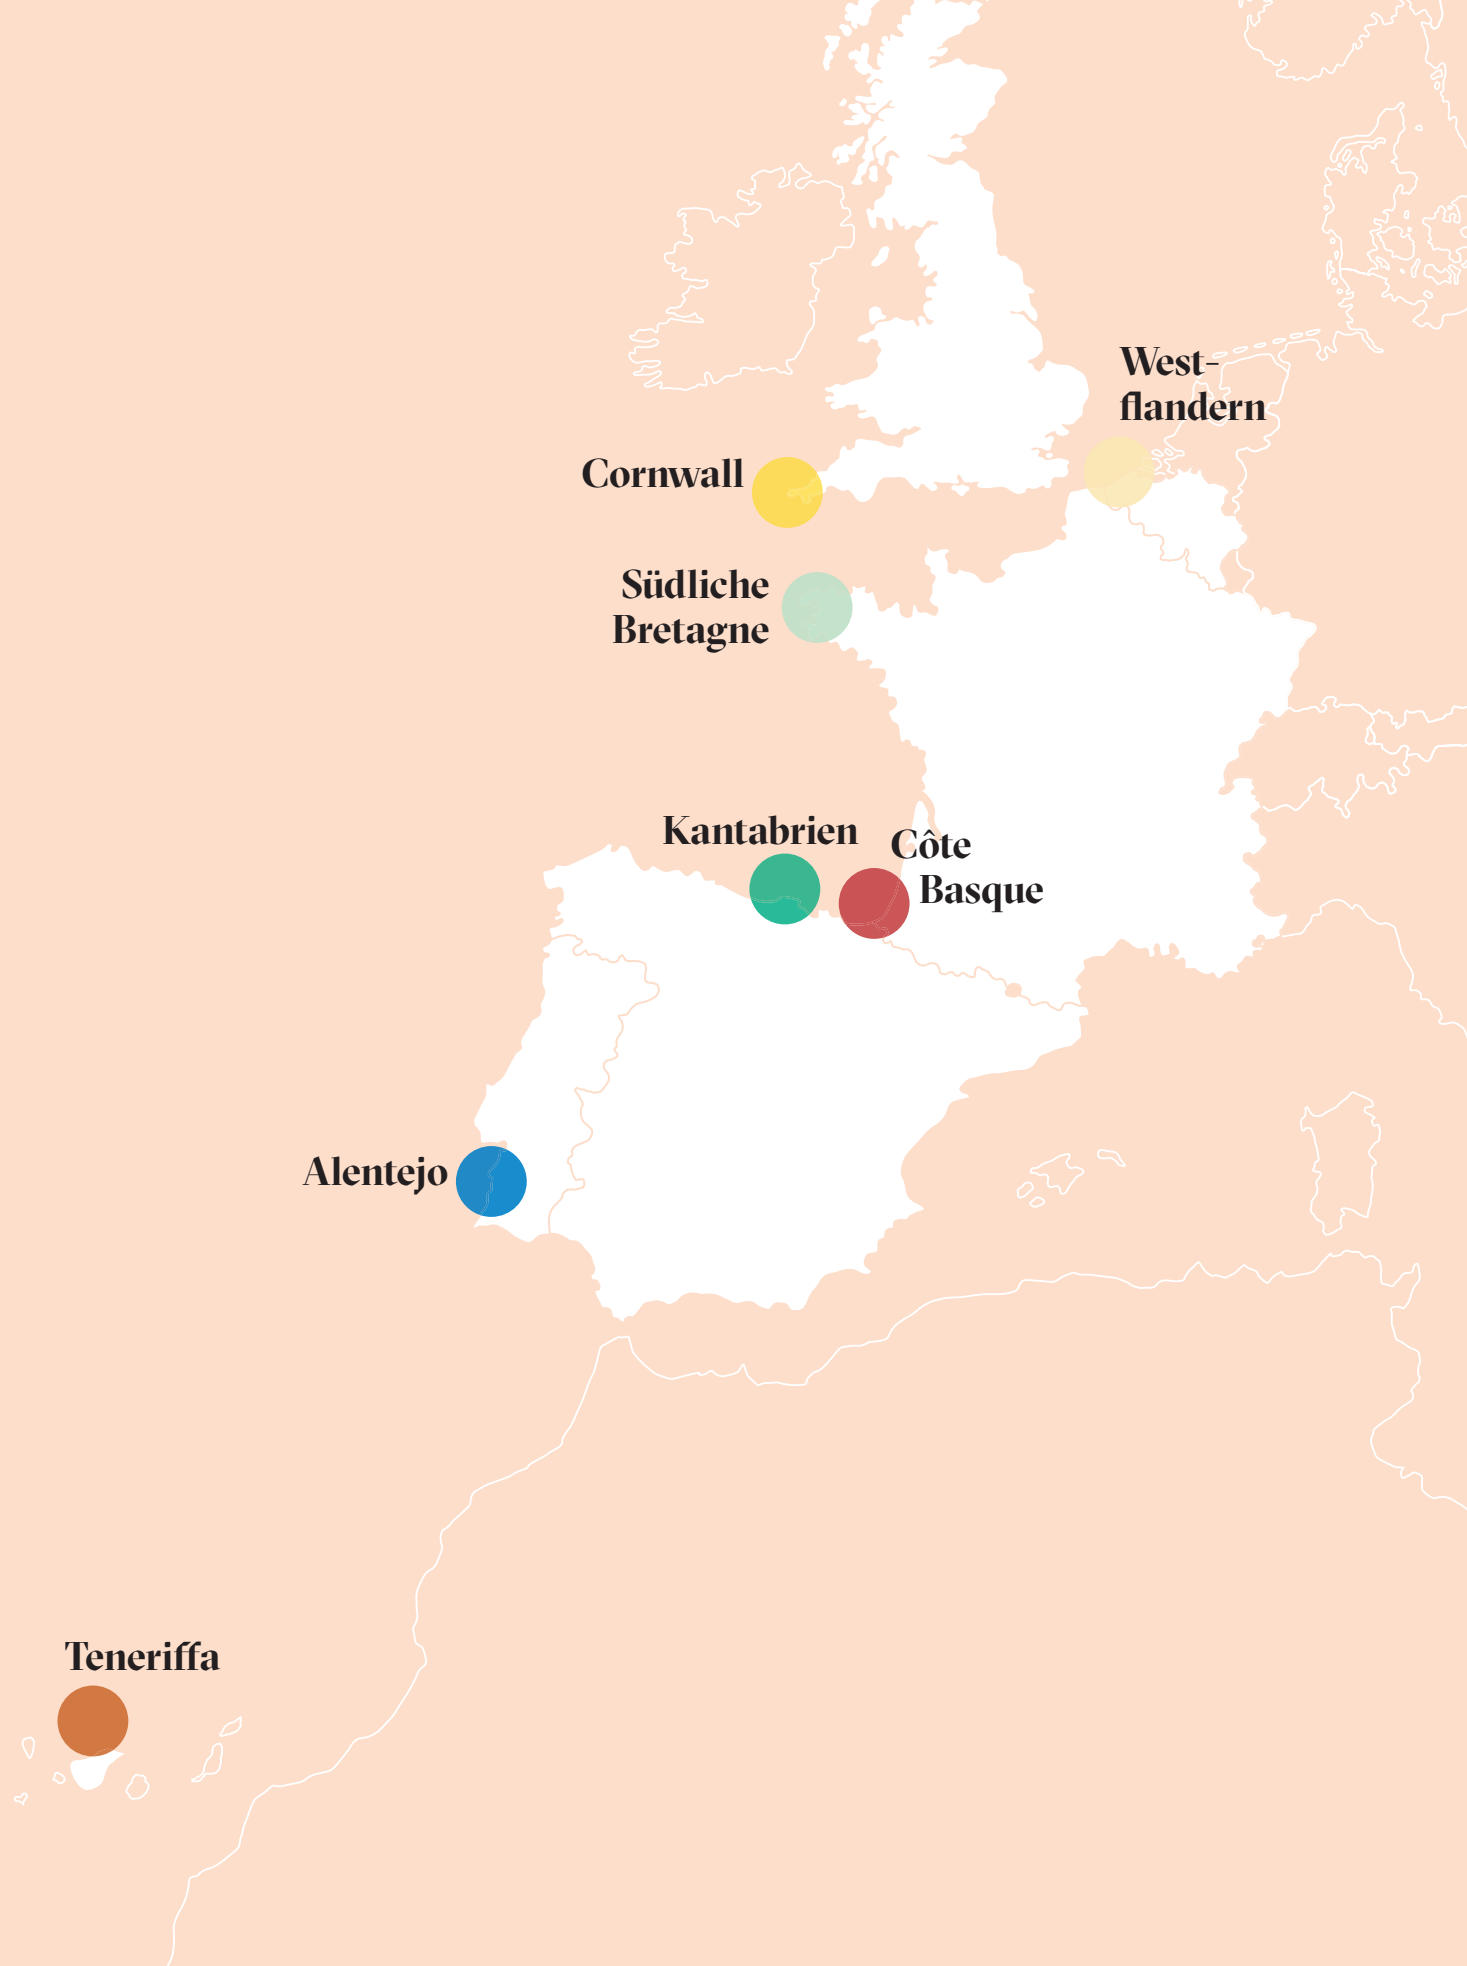 West-
flandern
Cornwall
Südliche
Bretagne
Kantabrien
Côte
Basque
Alentejo
Teneriffa